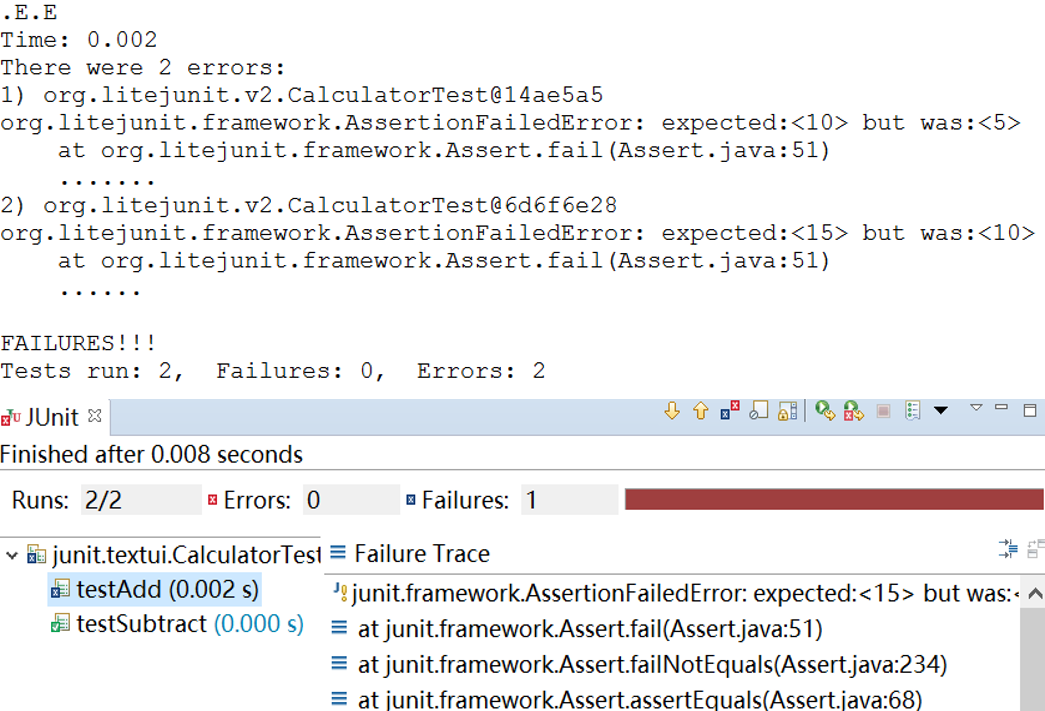 .E.E
Time: 0.002
There were 2 errors:
1) org.litejunit.v2.CalculatorTest@14ae5a5
org.litejunit.framework.AssertionFailedError: expected:<10> but was:<5>
at org.litejunit.framework.Assert.fail(Assert.java:51)
.......
2) org.litejunit.v2.CalculatorTest@6d6f6e28
org.litejunit.framework.AssertionFailedError: expected:<15> but was:<10>
at org.litejunit.framework.Assert.fail(Assert.java:51)
......
FAILURES!!!
Tests run: 2,  Failures: 0,  Errors: 2
JUnit
Finished after 0.008 seconds
Runs: 2/2 Errors: 0 Failures: 1
junit.textui.CalculatorTest
testAdd (0.002 s)
testSubtract (0.000 s)
Failure Trace
junit.framework.AssertionFailedError: expected:<15> but was:<
at junit.framework.Assert.fail(Assert.java:51)
at junit.framework.Assert.failNotEquals(Assert.java:234)
at junit.framework.Assert.assertEquals(Assert.java:68)